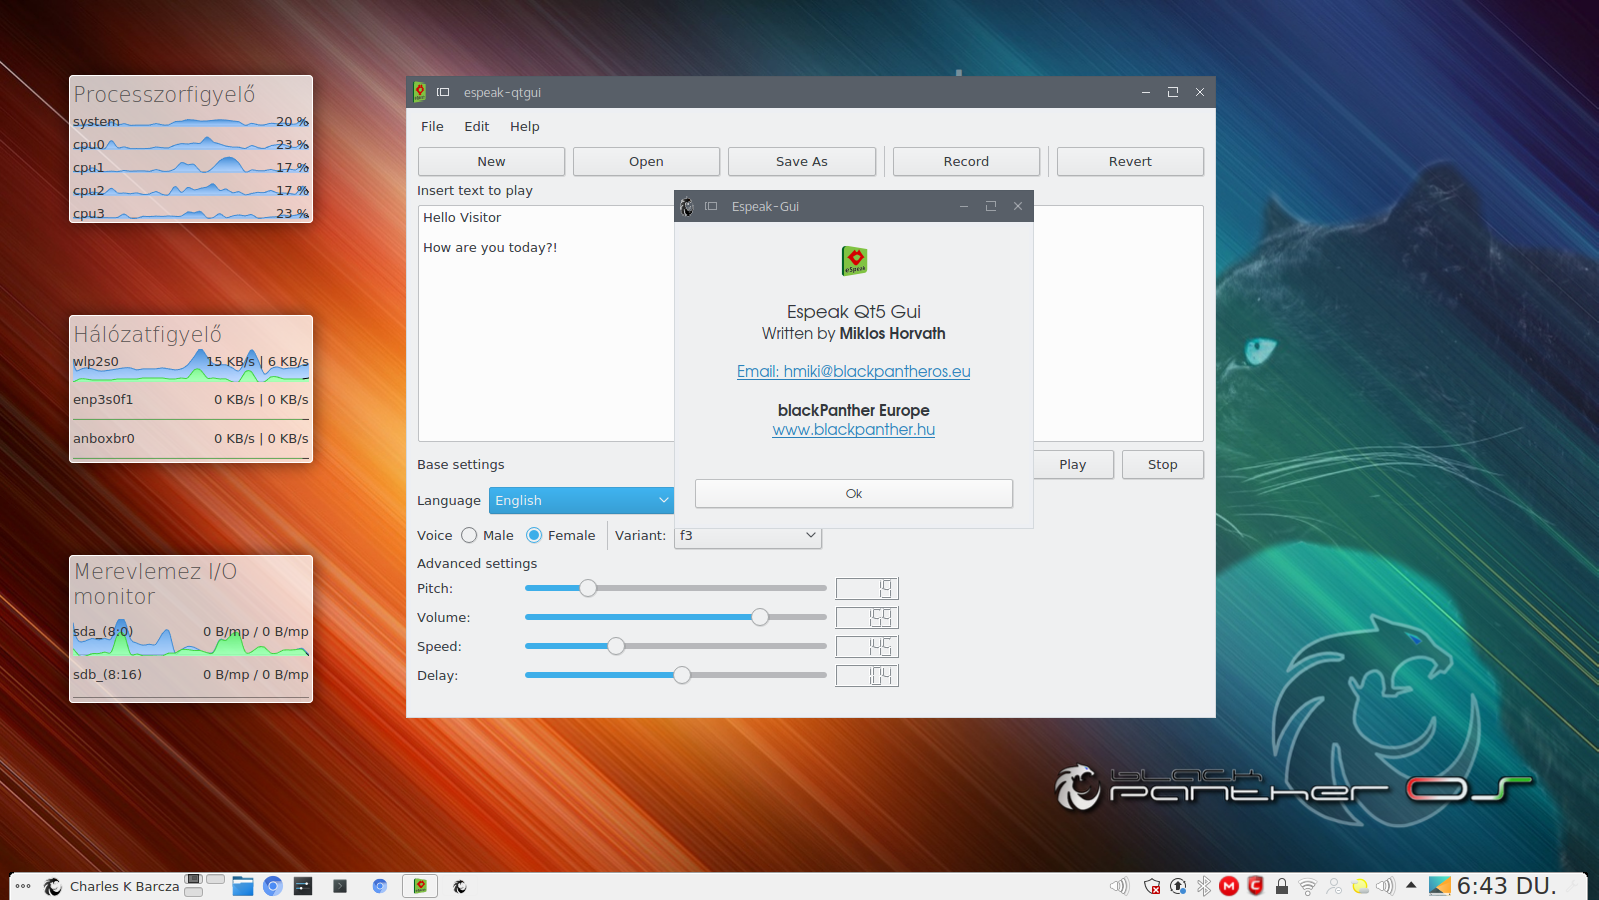 Processzorfigyelő
system 20 %
cpu0 23 %
cpu1 17 %
cpu2 17 %
cpu3 23 %
Hálózatfigyelő
wlp2s0 15 KB/s | 6 KB/s
enp3s0f1 0 KB/s | 0 KB/s
anboxbr0 0 KB/s | 0 KB/s
Merevlemez I/O
monitor
sda_(8:0) 0 B/mp / 0 B/mp
sdb_(8:16) 0 B/mp / 0 B/mp
espeak-qtgui
File Edit Help
New Open Save As Record Revert
Insert text to play
Hello Visitor
How are you today?!
Espeak-Gui
eSpeak
Espeak Qt5 Gui
Written by Miklos Horvath
Email: hmiki@blackpantheros.eu
blackPanther Europe
www.blackpanther.hu
Ok
Base settings Play Stop
Language English
Voice Male Female Variant: f3
Advanced settings
Pitch: 19
Volume: 159
Speed: 145
Delay: 104
black
panther OS
Charles K Barcza
6:43 DU.